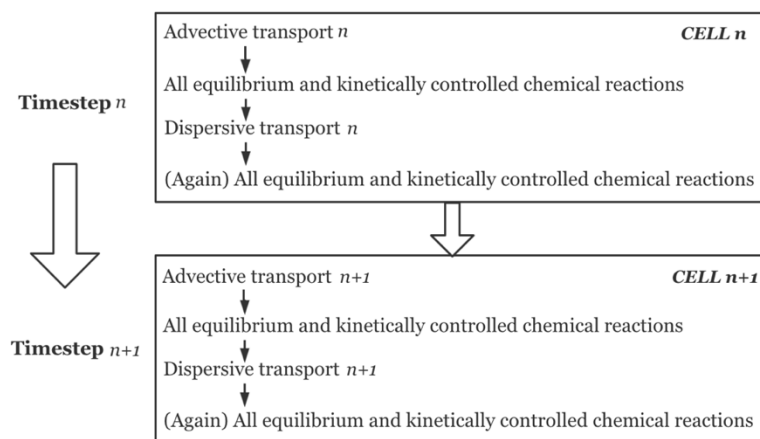 Advective transport n
CELL n
All equilibrium and kinetically controlled chemical reactions
Timestep n
Dispersive transport n
(Again) All equilibrium and kinetically controlled chemical reactions
Advective transport n+1
CELL n+1
All equilibrium and kinetically controlled chemical reactions
Timestep n+1
Dispersive transport n+1
(Again) All equilibrium and kinetically controlled chemical reactions